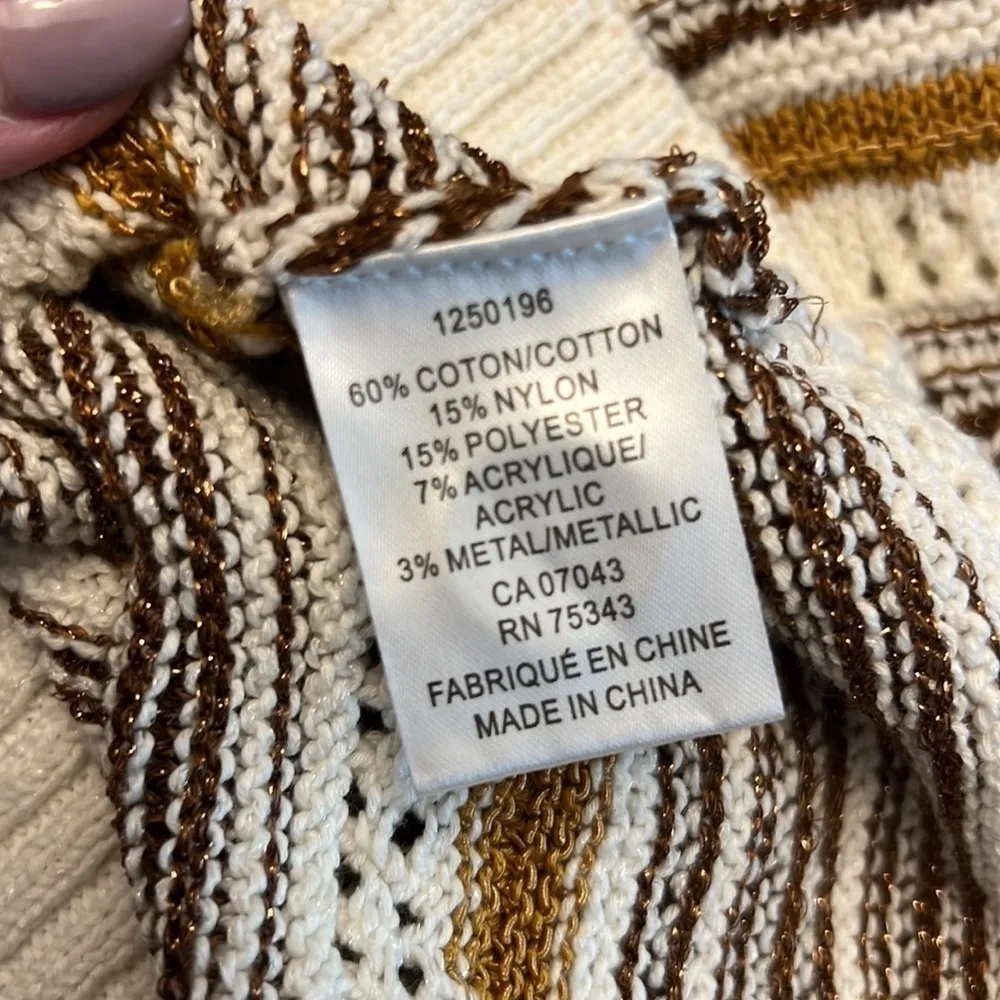 1250196
60% COTON/COTTON
15% NYLON
15% POLYESTER
7% ACRYLIQUE/
ACRYLIC
3% METAL/METALLIC
CA 07043
RN 75343
FABRIQUÉ EN CHINE
MADE IN CHINA